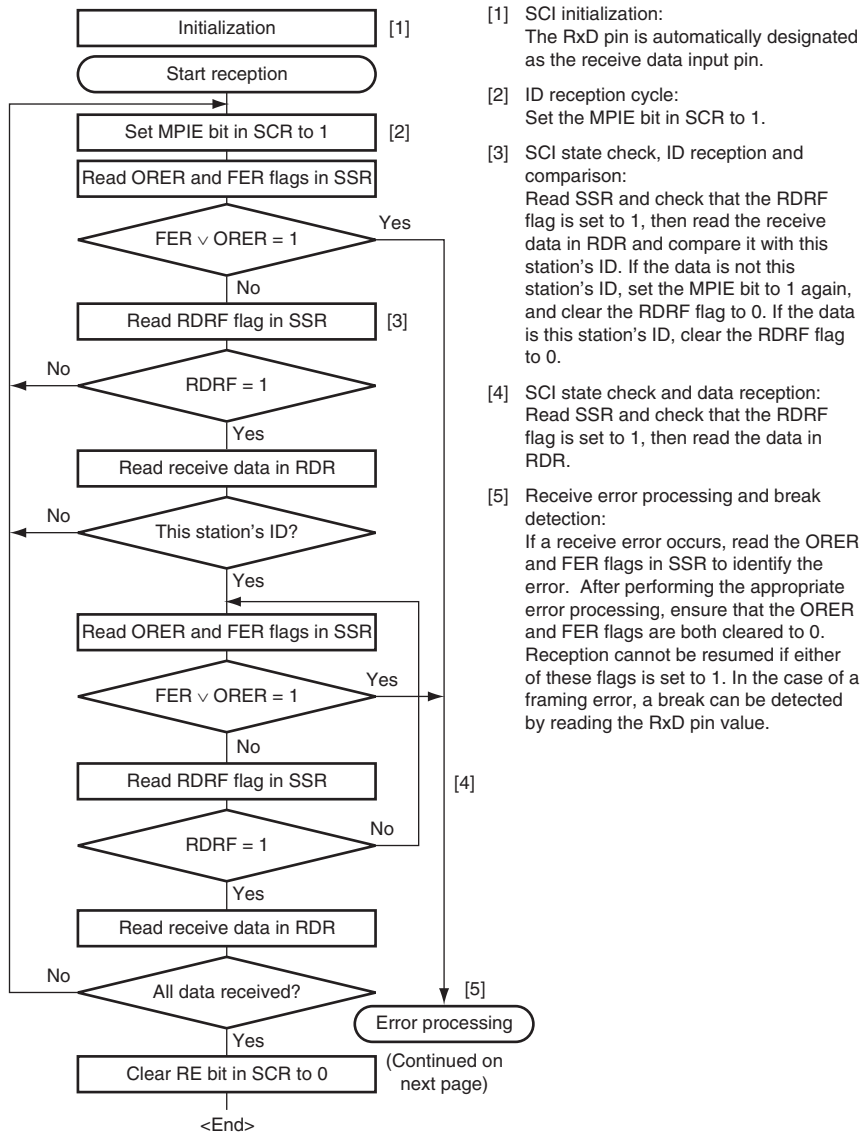 Initialization [1]
Start reception
Set MPIE bit in SCR to 1 [2]
Read ORER and FER flags in SSR
FER ∨ ORER = 1
Yes
No
Read RDRF flag in SSR [3]
No
RDRF = 1
Yes
Read receive data in RDR
No
This station's ID?
Yes
Read ORER and FER flags in SSR
FER ∨ ORER = 1
Yes
No
Read RDRF flag in SSR
[4]
RDRF = 1
No
Yes
Read receive data in RDR
No
All data received?
[5]
Error processing
Yes
(Continued on
next page)
Clear RE bit in SCR to 0
<End>
[1] SCI initialization:
The RxD pin is automatically designated
as the receive data input pin.
[2] ID reception cycle:
Set the MPIE bit in SCR to 1.
[3] SCI state check, ID reception and
comparison:
Read SSR and check that the RDRF
flag is set to 1, then read the receive
data in RDR and compare it with this
station's ID. If the data is not this
station's ID, set the MPIE bit to 1 again,
and clear the RDRF flag to 0. If the data
is this station's ID, clear the RDRF flag
to 0.
[4] SCI state check and data reception:
Read SSR and check that the RDRF
flag is set to 1, then read the data in
RDR.
[5] Receive error processing and break
detection:
If a receive error occurs, read the ORER
and FER flags in SSR to identify the
error. After performing the appropriate
error processing, ensure that the ORER
and FER flags are both cleared to 0.
Reception cannot be resumed if either
of these flags is set to 1. In the case of a
framing error, a break can be detected
by reading the RxD pin value.